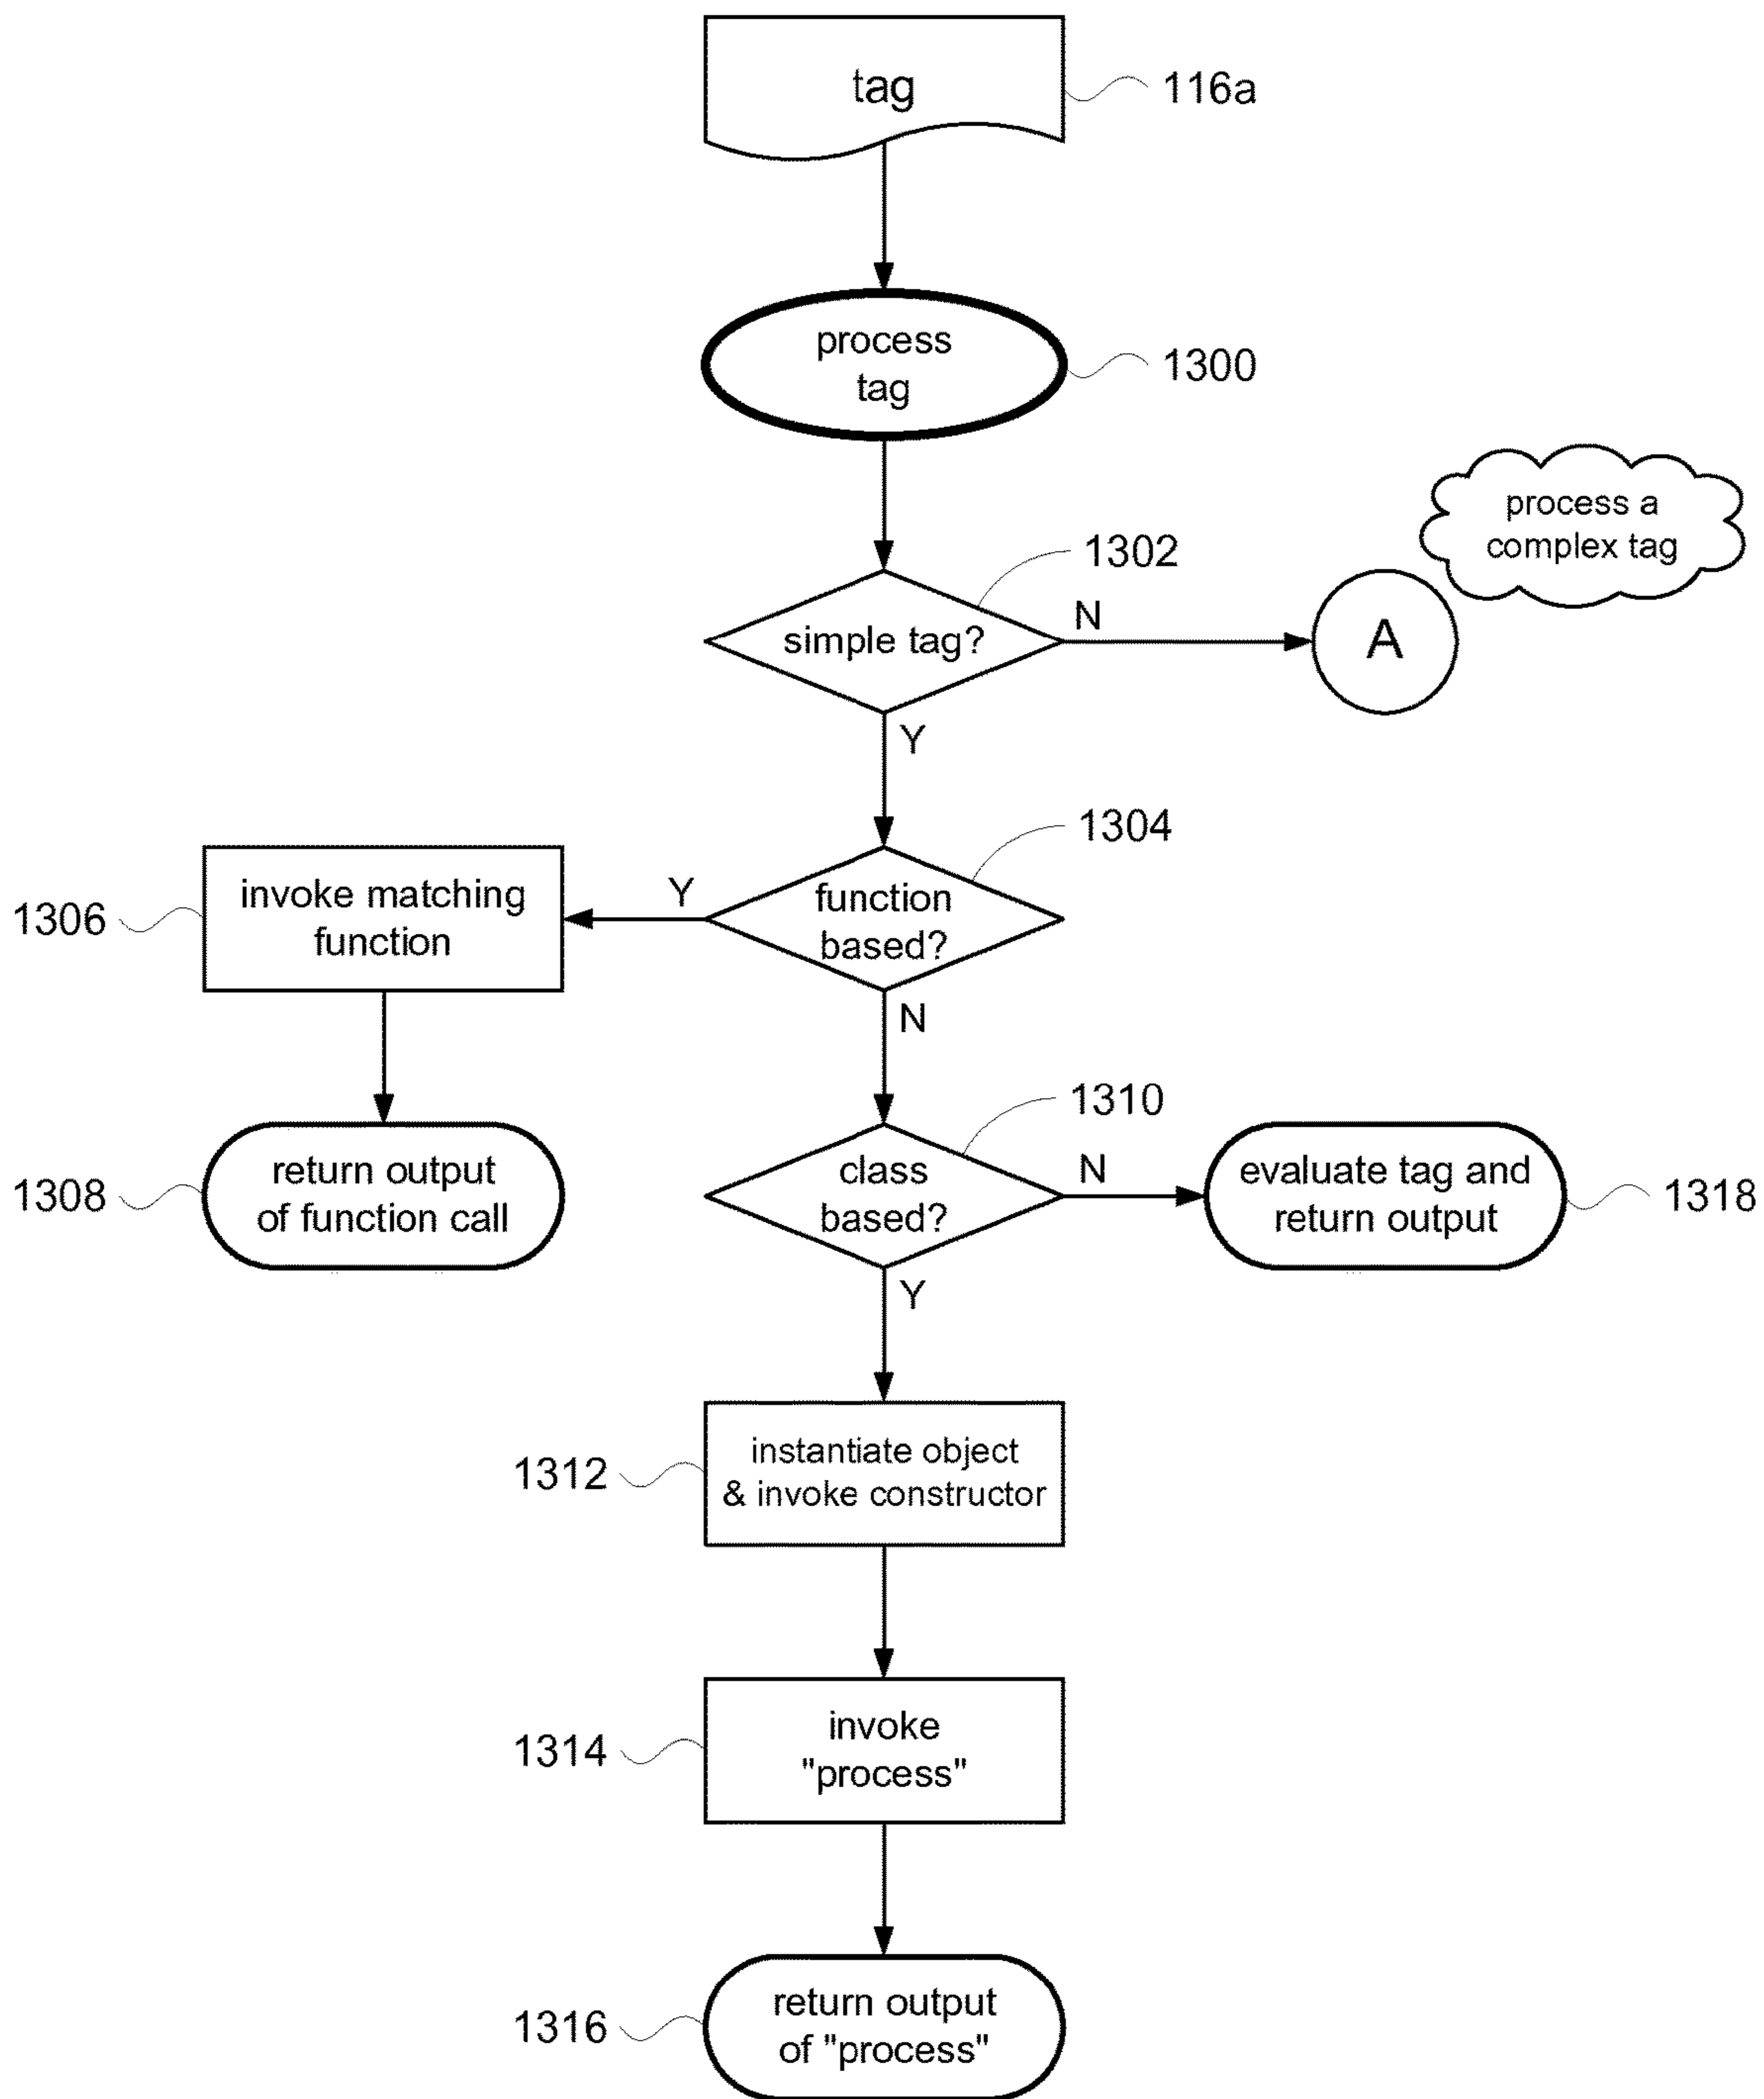 tag
116a
process
tag
1300
process a
complex tag
1302
simple tag?
N
A
Y
1304
function
based?
Y
invoke matching
function
1306
N
return output
of function call
1308
1310
class
based?
N
evaluate tag and
return output
1318
Y
instantiate object
& invoke constructor
1312
invoke
"process"
1314
return output
of "process"
1316